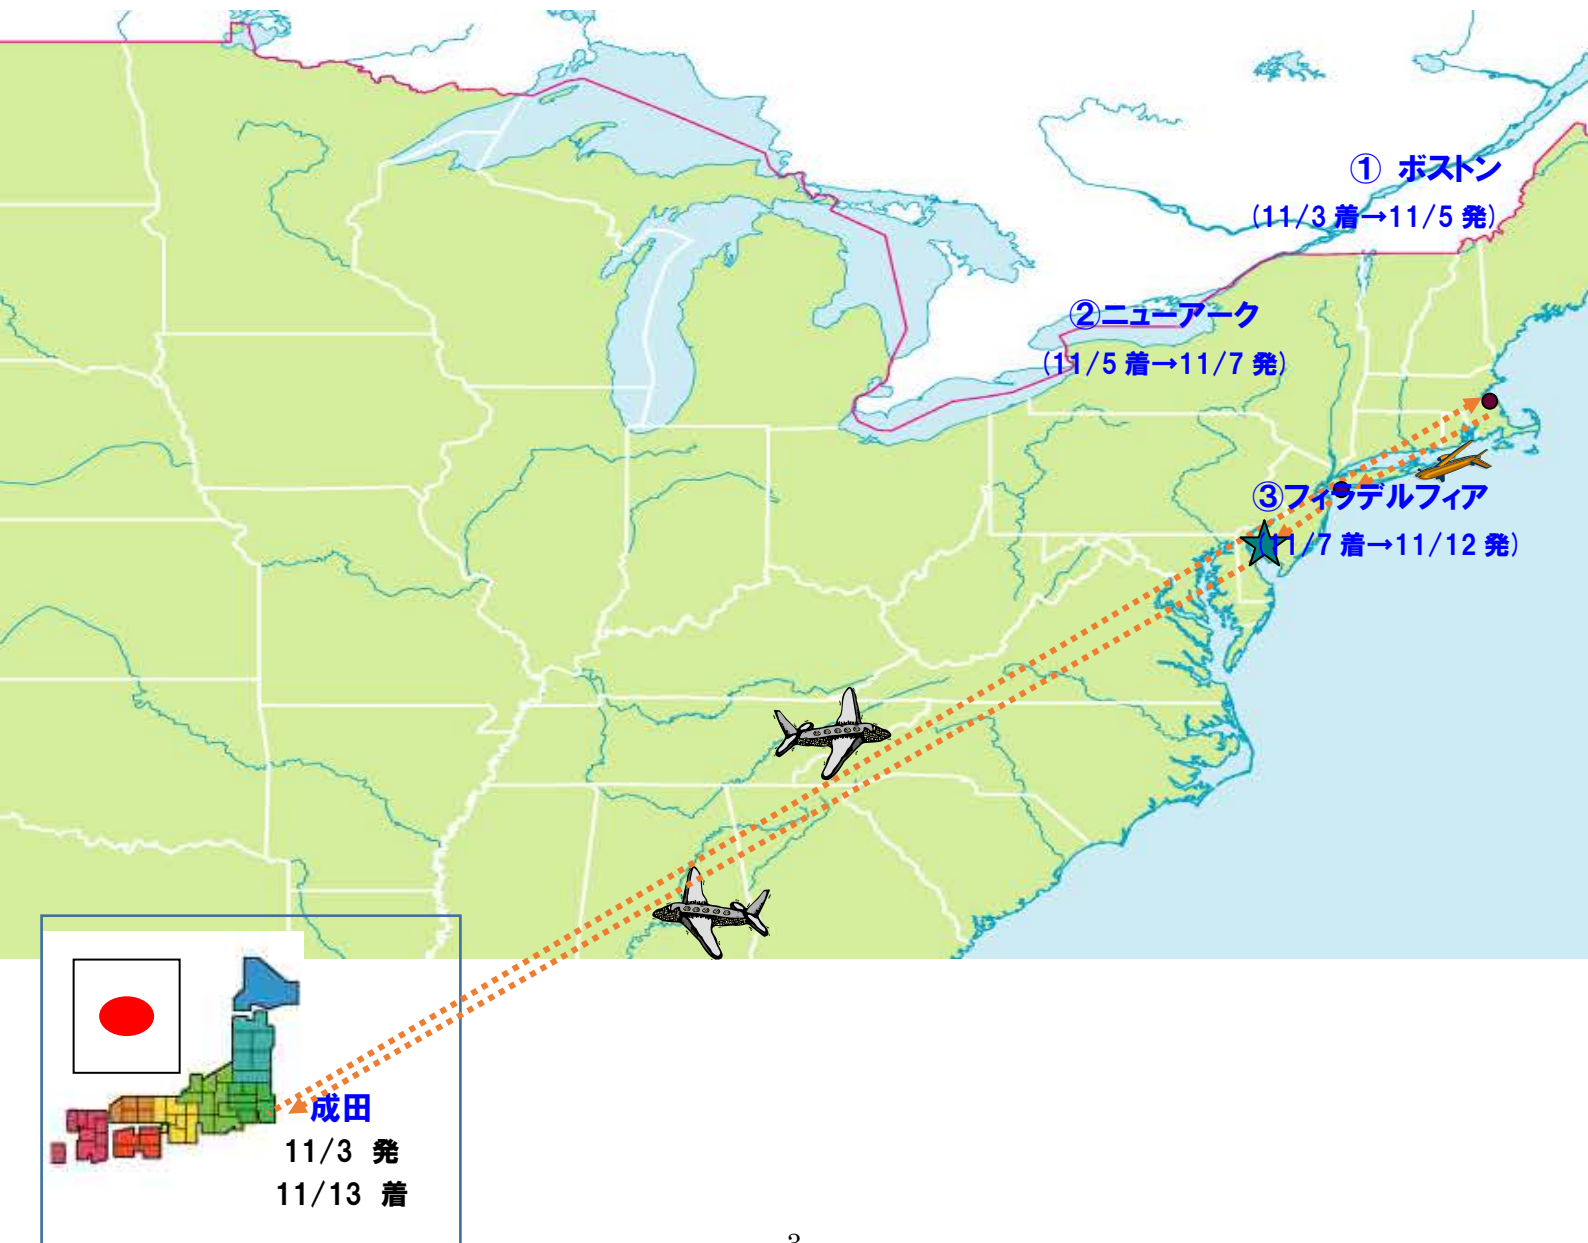 ① ボストン
(11/3 着→11/5 発)
②ニューアーク
(11/5 着→11/7 発)
③フィラデルフィア
(11/7 着→11/12 発)
成田
11/3 発
11/13 着
3